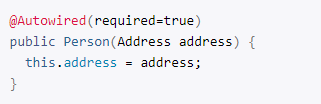 @Autowired(required=true)
public Person(Address address) {
  this.address = address;
}